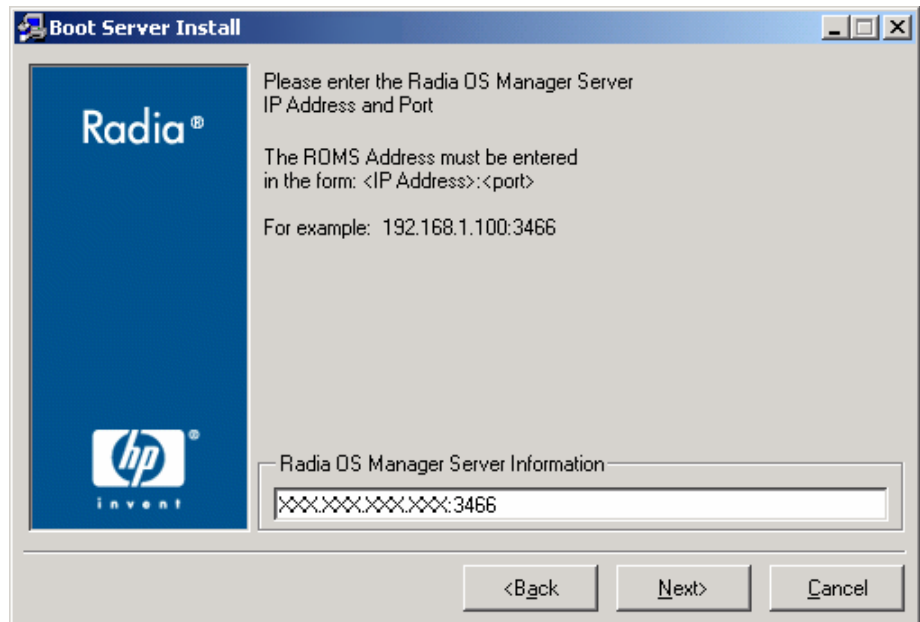 Boot Server Install
Radia®
Please enter the Radia OS Manager Server
IP Address and Port
The ROMS Address must be entered
in the form: <IP Address>:<port>
For example: 192.168.1.100:3466
hp®
invent
Radia OS Manager Server Information
XXX.XXX.XXX.XXX:3466
<Back
Next>
Cancel